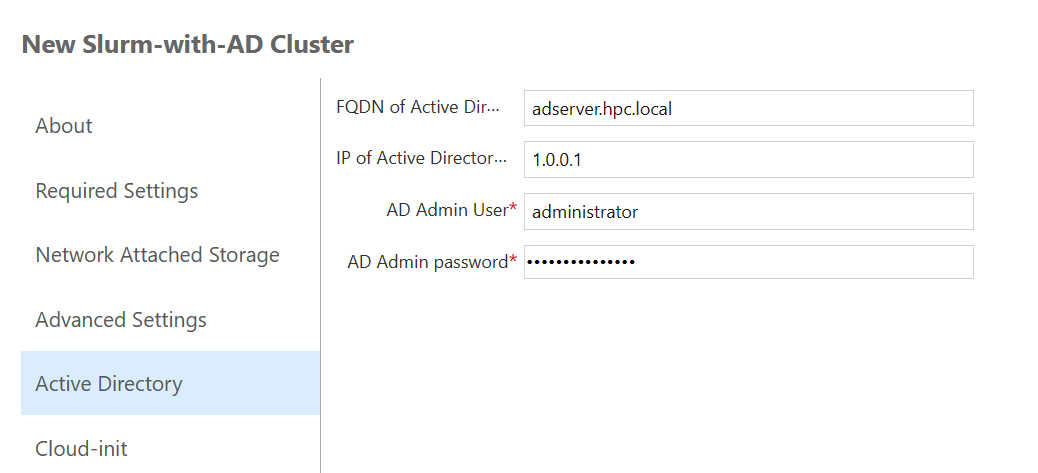 New Slurm-with-AD Cluster
About
Required Settings
Network Attached Storage
Advanced Settings
Active Directory
Cloud-init
FQDN of Active Dir... adserver.hpc.local
IP of Active Director... 1.0.0.1
AD Admin User* administrator
AD Admin password* •••••••••••••••